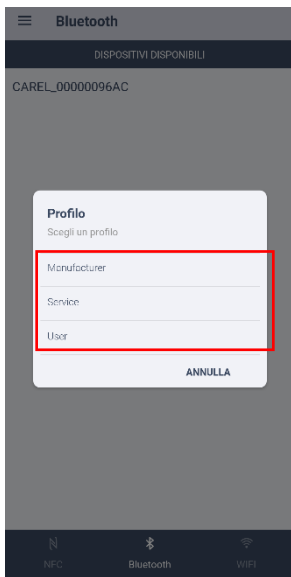 Bluetooth
DISPOSITIVI DISPONIBILI
CAREL_00000096AC
Profilo
Scegli un profilo
Manufacturer
Service
User
ANNULLA
NFC Bluetooth WIFI